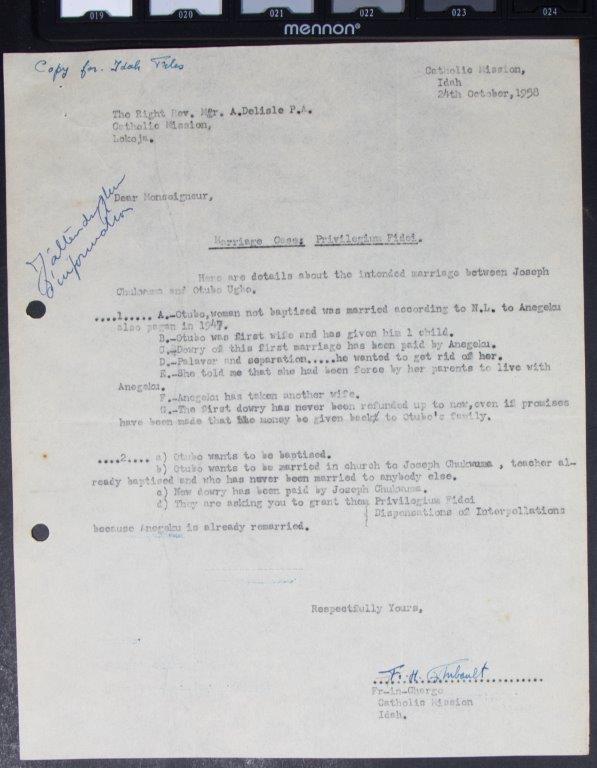 019 020 021 022 023 024
mennon
Copy for Idah Files
Catholic Mission,
Idah
24th October,1958
The Right Rev. Mgr. A.Delisle P.A.
Catholic Mission,
Lokoja.
J'attends
d'information
Dear Monseigneur,
Marriage Case: Privilegium Fidei.
Here are details about the intended marriage between Joseph
Chukwuma and Otubo Ugbo.
....1..... A.-Otubo,woman not baptised was married according to N.L. to Anegeku
also pagan in 1947.
B.-Otubo was first wife and has given him 1 child.
C.-Dowry of this first marriage has been paid by Anegeku.
D.-Palaver and separation.....he wanted to get rid of her.
E.-She told me that she had been force by her parents to live with
Anegeku.
F.-Anegeku has taken another wife.
G.-The first dowry has never been refunded up to now,even if promises
have been made that the money be given back to Otubo's family.
....2.... a) Otubo wants to be baptised.
b) Otubo wants to be married in church to Joseph Chukwuma , teacher al-
ready baptised and who has never been married to anybody else.
c) New dowry has been paid by Joseph Chukwuma.
d) They are asking you to grant them Privilegium Fidei
Dispensations of Interpollations
because Anegeku is already remarried.
Respectfully Yours,
F. H. Thibault
Fr-in-Charge
Catholic Mission
Idah.